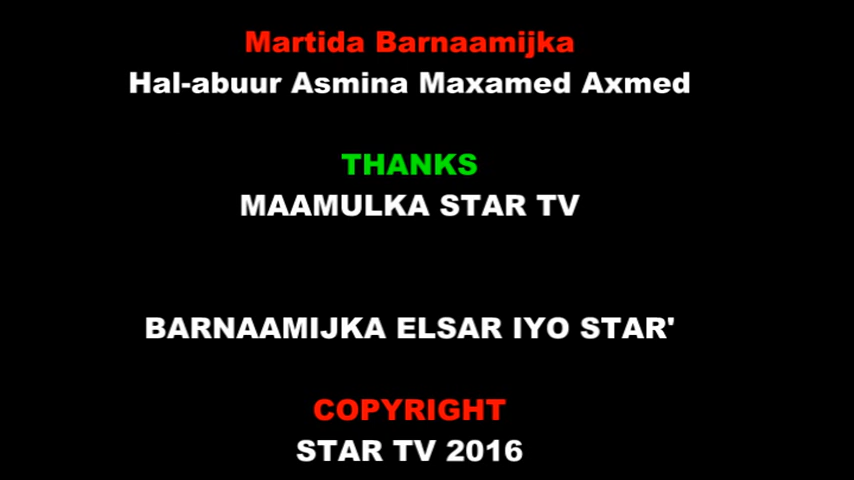 Martida Barnaamijka
Hal-abuur Asmina Maxamed Axmed
THANKS
MAAMULKA STAR TV
BARNAAMIJKA ELSAR IYO STAR'
COPYRIGHT
STAR TV 2016